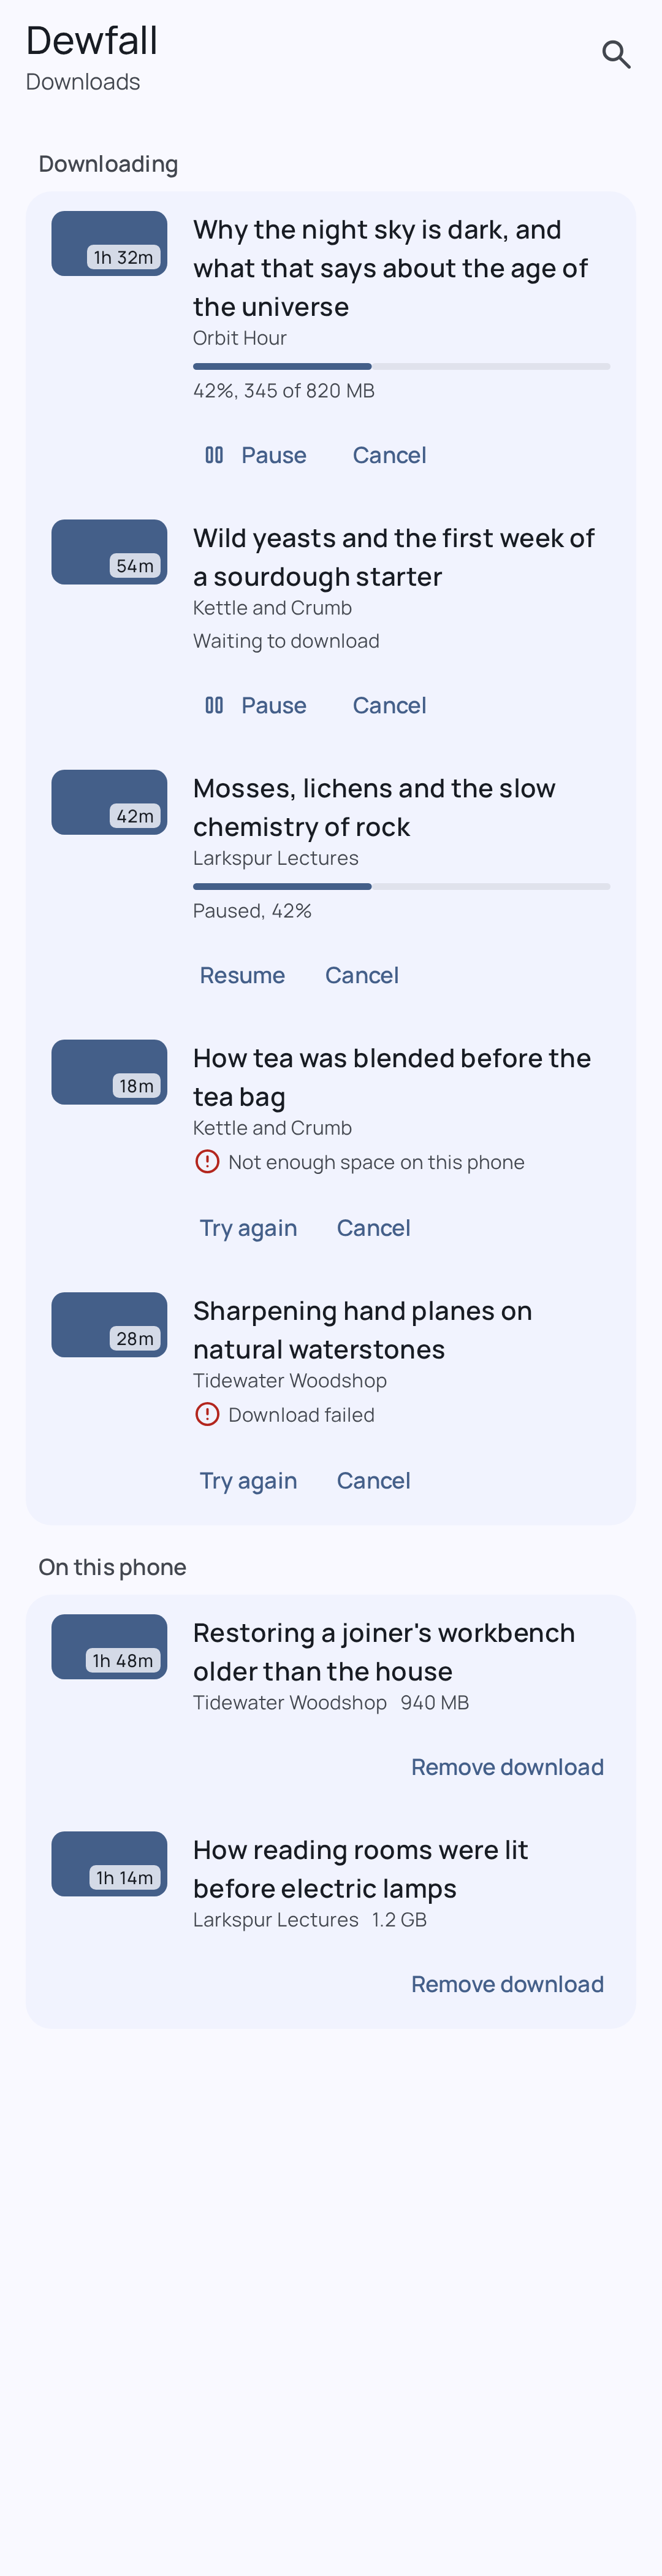 Dewfall
Downloads
Downloading
1h 32m
Why the night sky is dark, and
what that says about the age of
the universe
Orbit Hour
42%, 345 of 820 MB
Pause Cancel
54m
Wild yeasts and the first week of
a sourdough starter
Kettle and Crumb
Waiting to download
Pause Cancel
42m
Mosses, lichens and the slow
chemistry of rock
Larkspur Lectures
Paused, 42%
Resume Cancel
18m
How tea was blended before the
tea bag
Kettle and Crumb
Not enough space on this phone
Try again Cancel
28m
Sharpening hand planes on
natural waterstones
Tidewater Woodshop
Download failed
Try again Cancel
On this phone
1h 48m
Restoring a joiner's workbench
older than the house
Tidewater Woodshop 940 MB
Remove download
1h 14m
How reading rooms were lit
before electric lamps
Larkspur Lectures 1.2 GB
Remove download